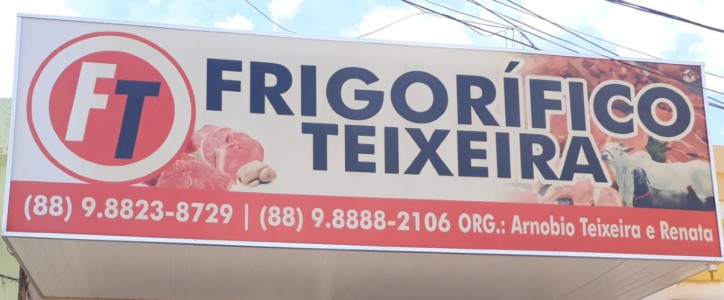 FT
FRIGORÍFICO
TEIXEIRA
(88) 9.8823-8729 | (88) 9.8888-2106 ORG.: Arnobio Teixeira e Renata